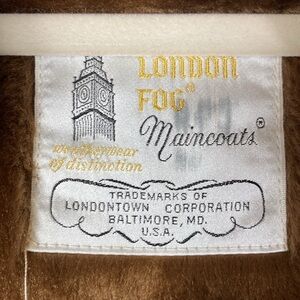 LONDON
FOG®
Maincoats®
weatherwear
of distinction
TRADEMARKS OF
LONDONTOWN CORPORATION
BALTIMORE, MD.
U.S.A.